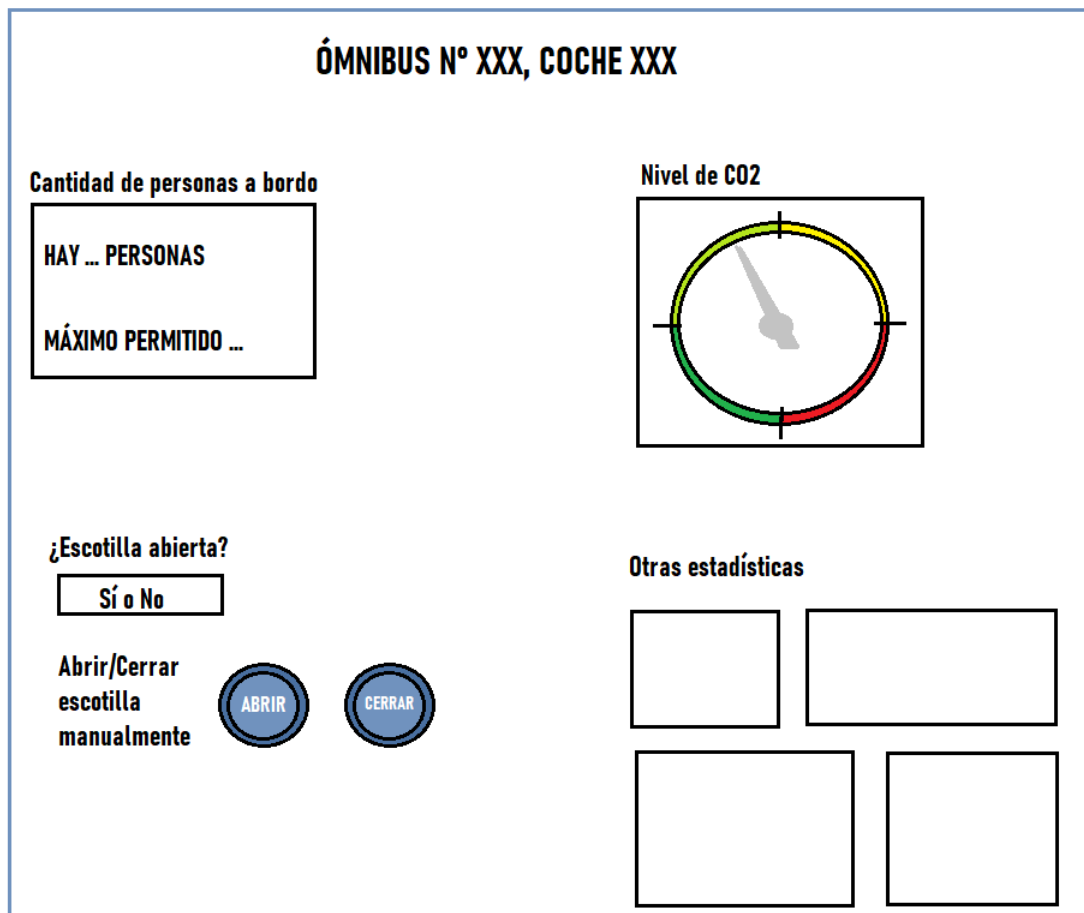 ÓMNIBUS Nº XXX, COCHE XXX
Cantidad de personas a bordo
HAY ... PERSONAS
MÁXIMO PERMITIDO ...
Nivel de CO2
¿Escotilla abierta?
Sí o No
Abrir/Cerrar
escotilla
manualmente
ABRIR
CERRAR
Otras estadísticas